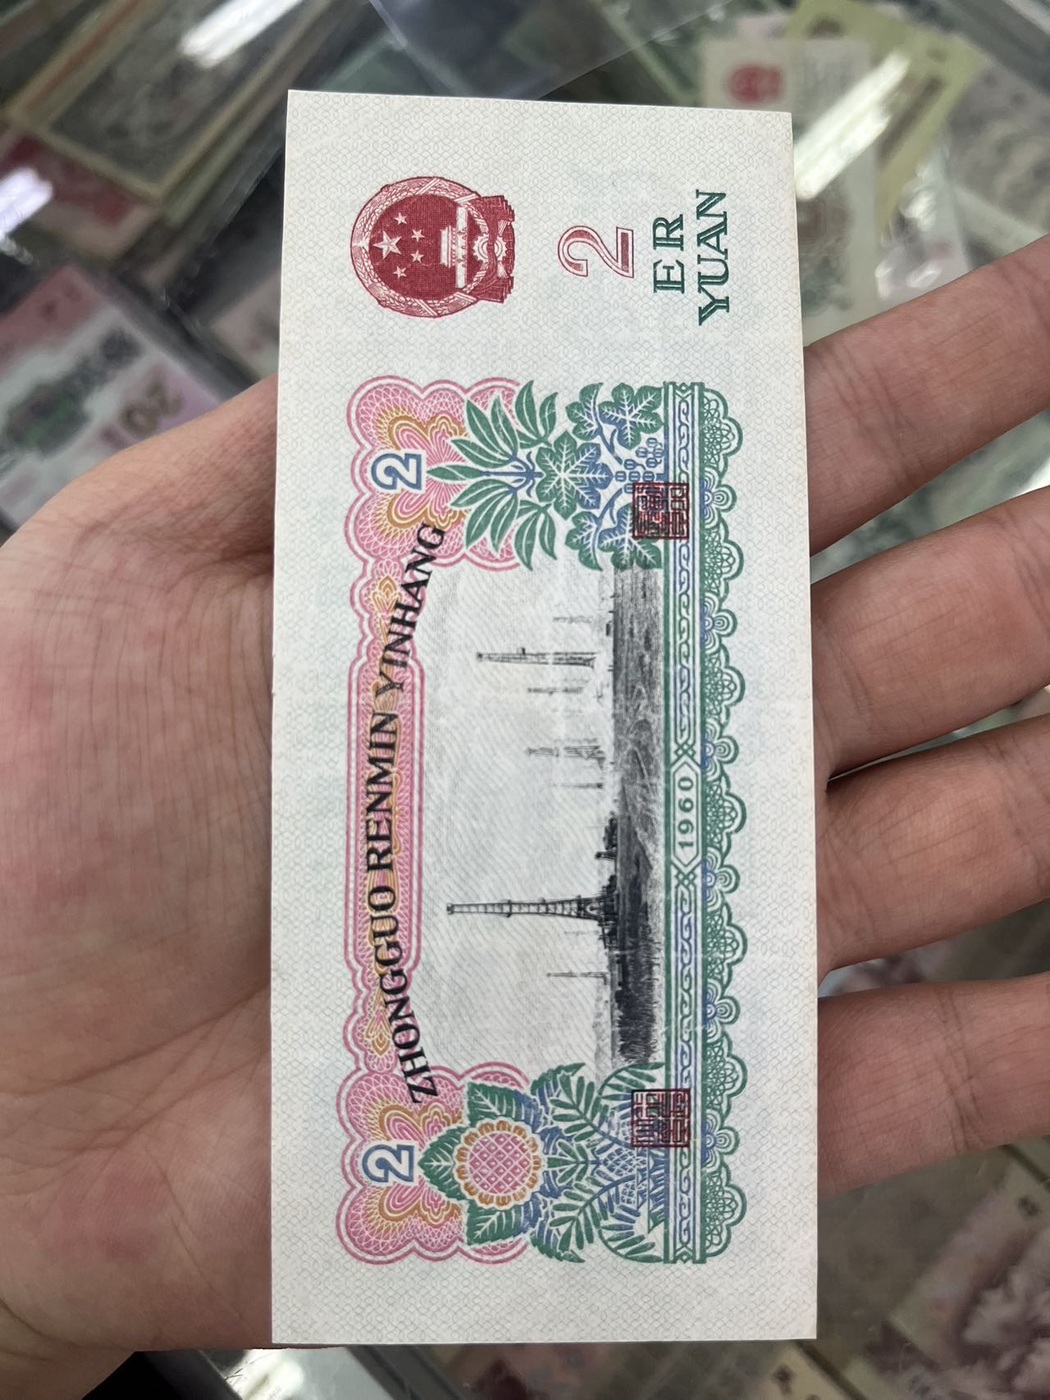 ZHONGGUO RENMIN YINHANG
2
2
2
ER
YUAN
1960